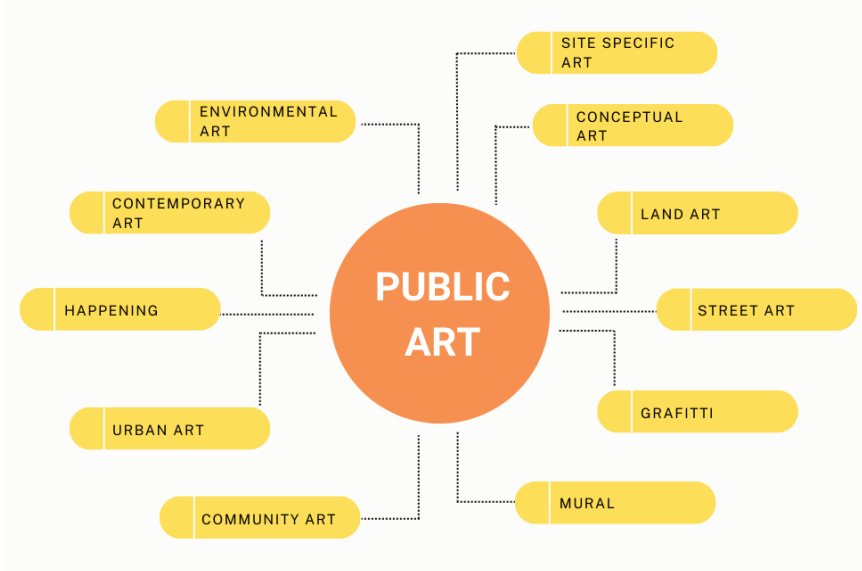 SITE SPECIFIC
ART
ENVIRONMENTAL
ART
CONCEPTUAL
ART
CONTEMPORARY
ART
LAND ART
PUBLIC
ART
HAPPENING
STREET ART
URBAN ART
GRAFITTI
COMMUNITY ART
MURAL